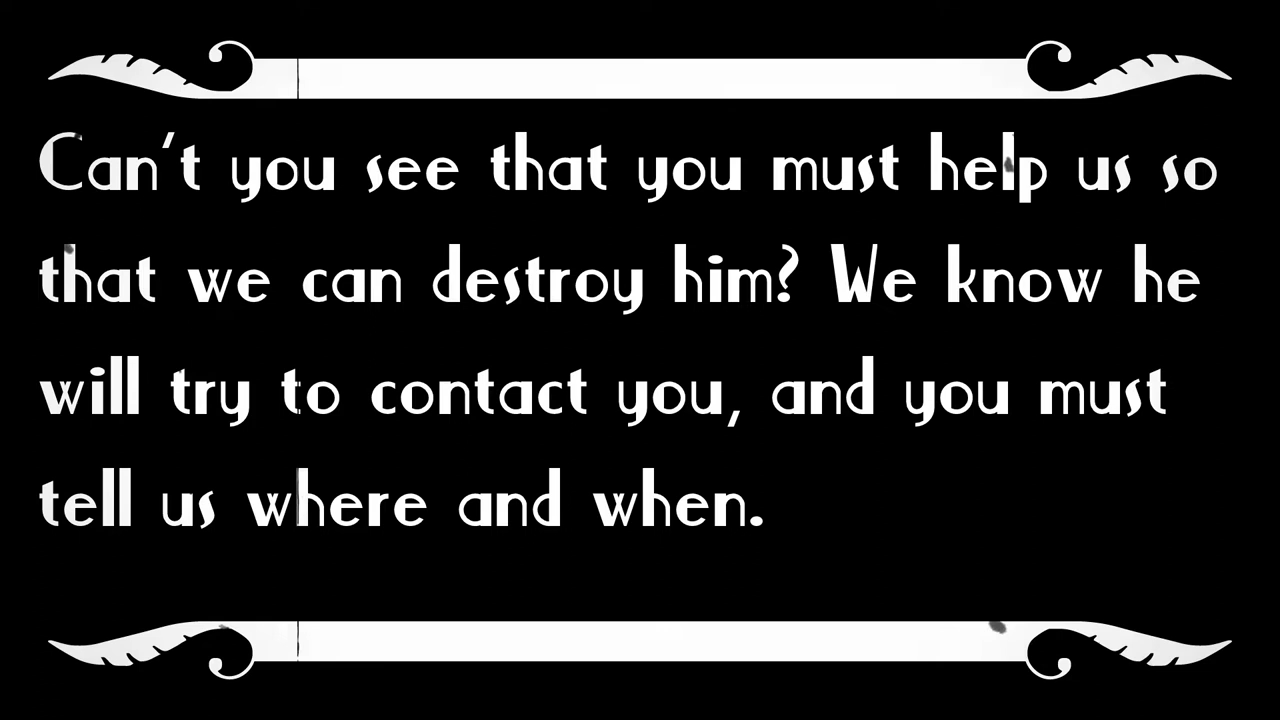 Can't you see that you must help us so
that we can destroy him? We know he
will try to contact you, and you must
tell us where and when.